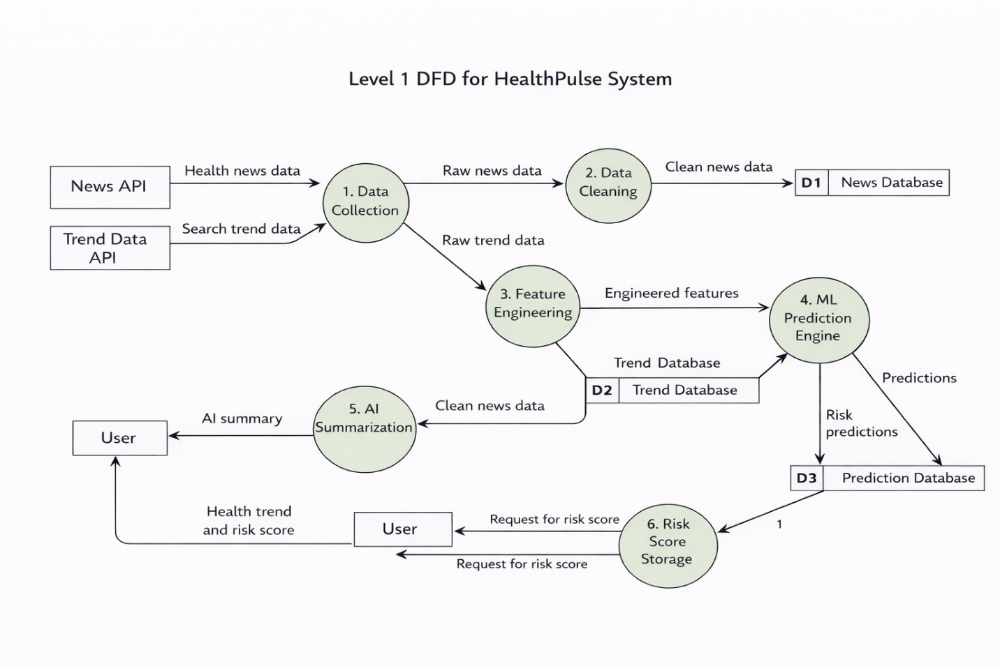 Level 1 DFD for HealthPulse System
News API
Health news data
1. Data
Collection
Raw news data
2. Data
Cleaning
Clean news data
D1 News Database
Trend Data
API
Search trend data
Raw trend data
3. Feature
Engineering
Engineered features
4. ML
Prediction
Engine
Trend Database
D2 Trend Database
Predictions
Risk
predictions
Clean news data
5. AI
Summarization
AI summary
User
D3 Prediction Database
Health trend
and risk score
User
Request for risk score
Request for risk score
6. Risk
Score
Storage
1